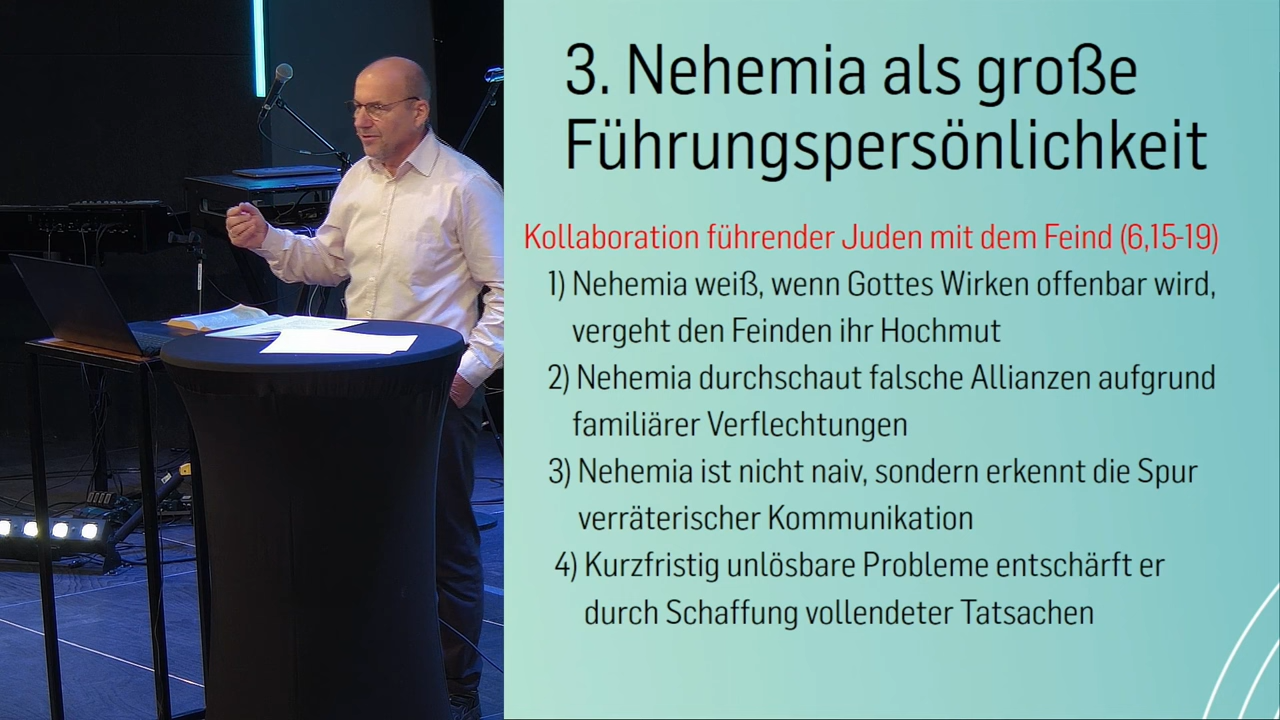 3. Nehemia als große
Führungspersönlichkeit
Kollaboration führender Juden mit dem Feind (6,15-19)
1) Nehemia weiß, wenn Gottes Wirken offenbar wird,
vergeht den Feinden ihr Hochmut
2) Nehemia durchschaut falsche Allianzen aufgrund
familiärer Verflechtungen
3) Nehemia ist nicht naiv, sondern erkennt die Spur
verräterischer Kommunikation
4) Kurzfristig unlösbare Probleme entschärft er
durch Schaffung vollendeter Tatsachen